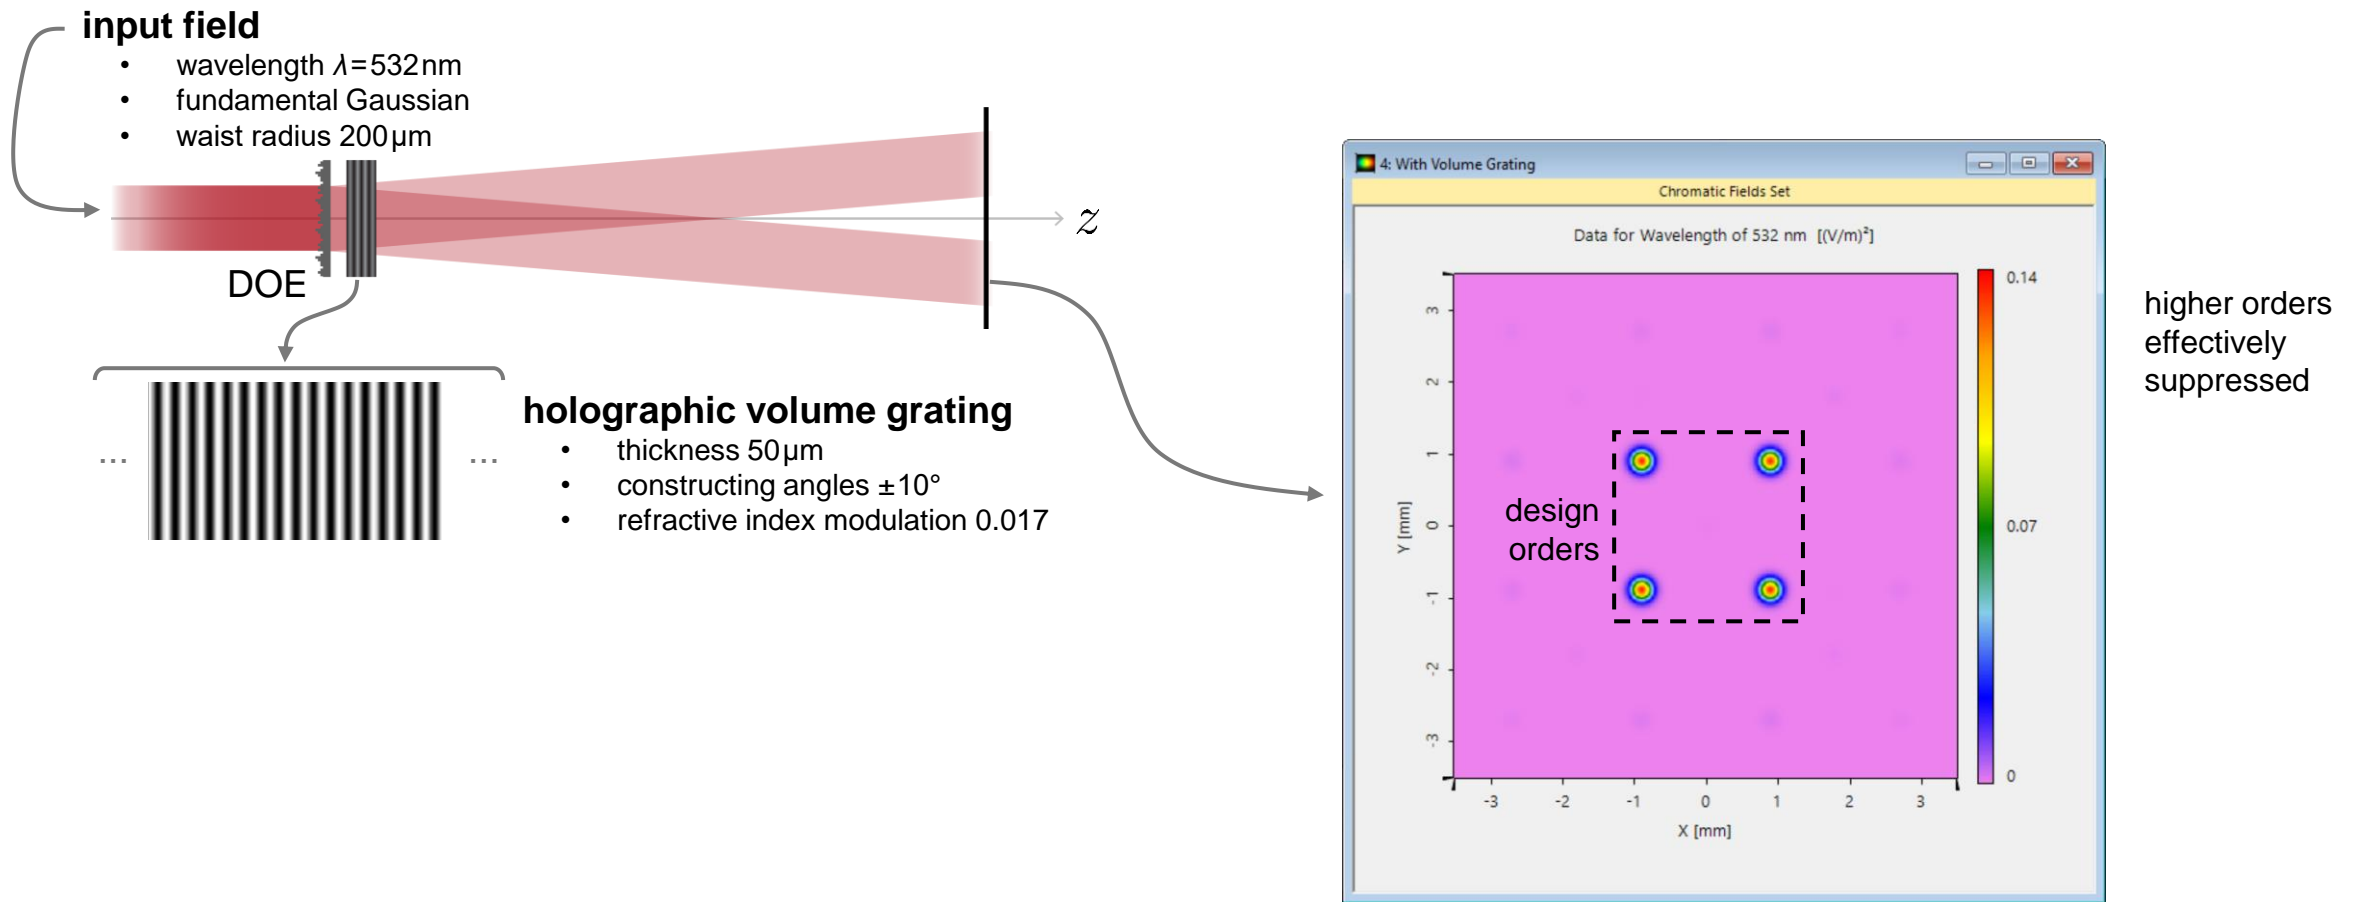 input field
• wavelength λ=532nm
• fundamental Gaussian
• waist radius 200µm
DOE
z
... ...
holographic volume grating
• thickness 50µm
• constructing angles ±10°
• refractive index modulation 0.017
4: With Volume Grating
Chromatic Fields Set
Data for Wavelength of 532 nm [(V/m)²]
0.14
0.07
0
3
2
1
0
-1
-2
-3
Y [mm]
design
orders
-3 -2 -1 0 1 2 3
X [mm]
higher orders
effectively
suppressed